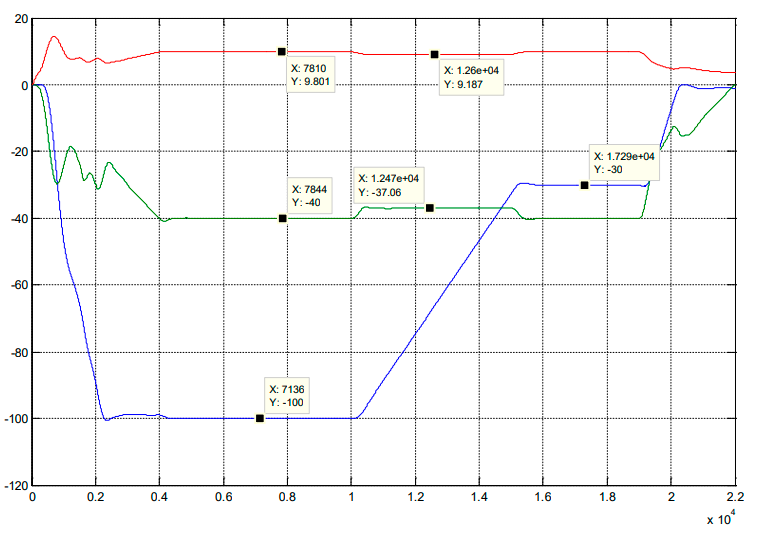 20
0
-20
-40
-60
-80
-100
-120
X: 7810
Y: 9.801
X: 1.26e+04
Y: 9.187
X: 1.729e+04
Y: -30
X: 7844
Y: -40
X: 1.247e+04
Y: -37.06
X: 7136
Y: -100
0 0.2 0.4 0.6 0.8 1 1.2 1.4 1.6 1.8 2 2.2
x 10^4